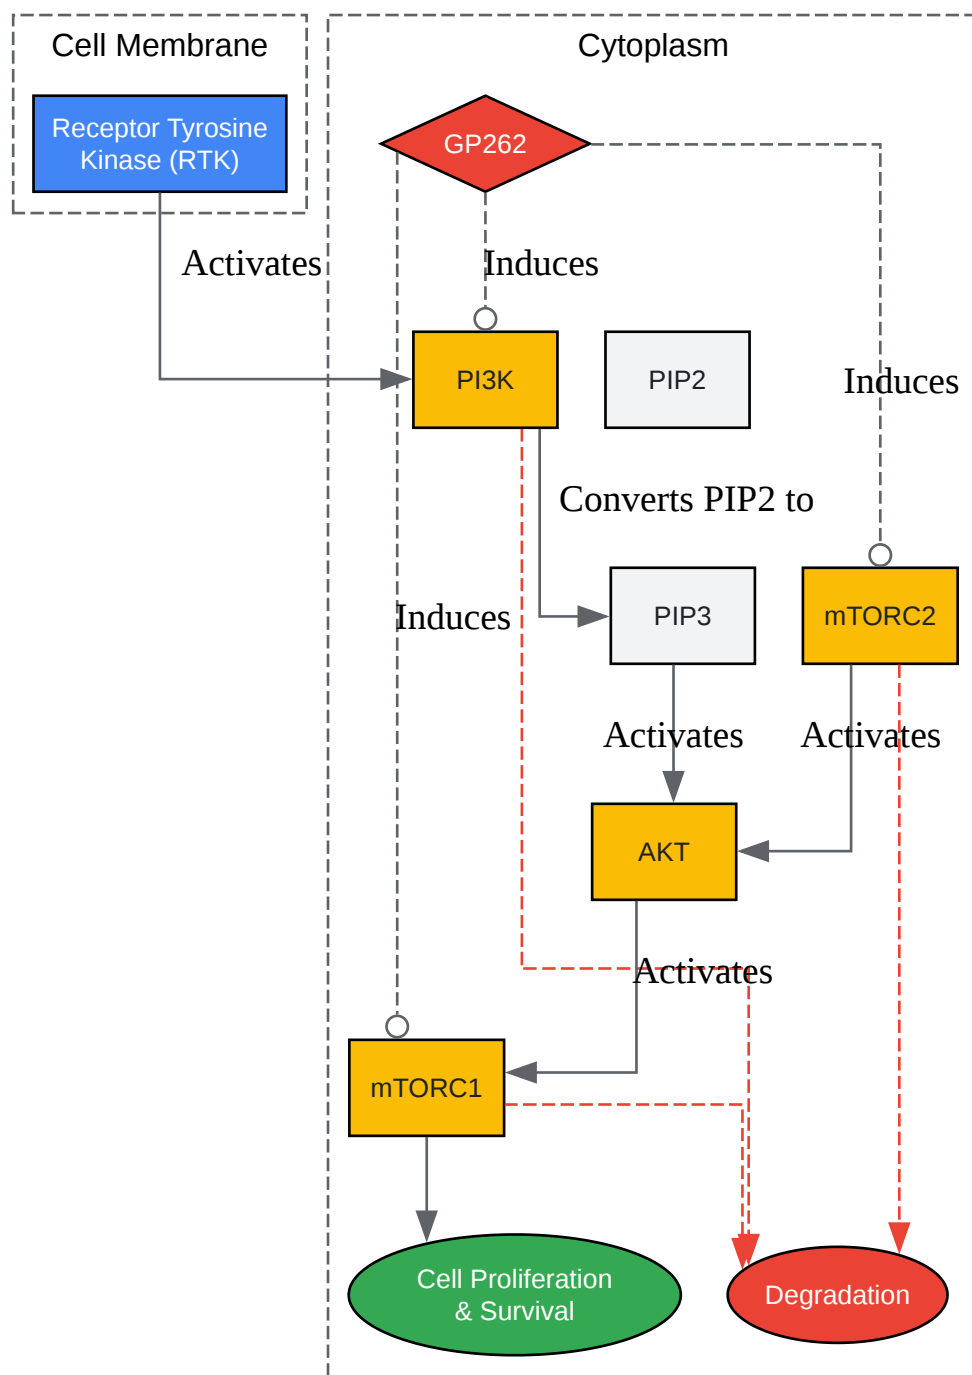 Cell Membrane
Cytoplasm
Receptor Tyrosine
Kinase (RTK)
GP262
Activates
Induces
PI3K
PIP2
Induces
Converts PIP2 to
Induces
PIP3
mTORC2
Activates
Activates
AKT
Activates
mTORC1
Cell Proliferation
& Survival
Degradation